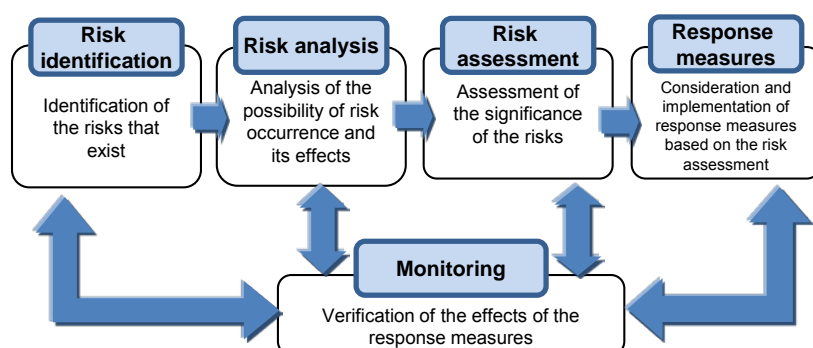 Risk
identification
Identification of
the risks that
exist
Risk analysis
Analysis of the
possibility of risk
occurrence and
its effects
Risk
assessment
Assessment of
the significance
of the risks
Response
measures
Consideration and
implementation of
response measures
based on the risk
assessment
Monitoring
Verification of the effects of the
response measures